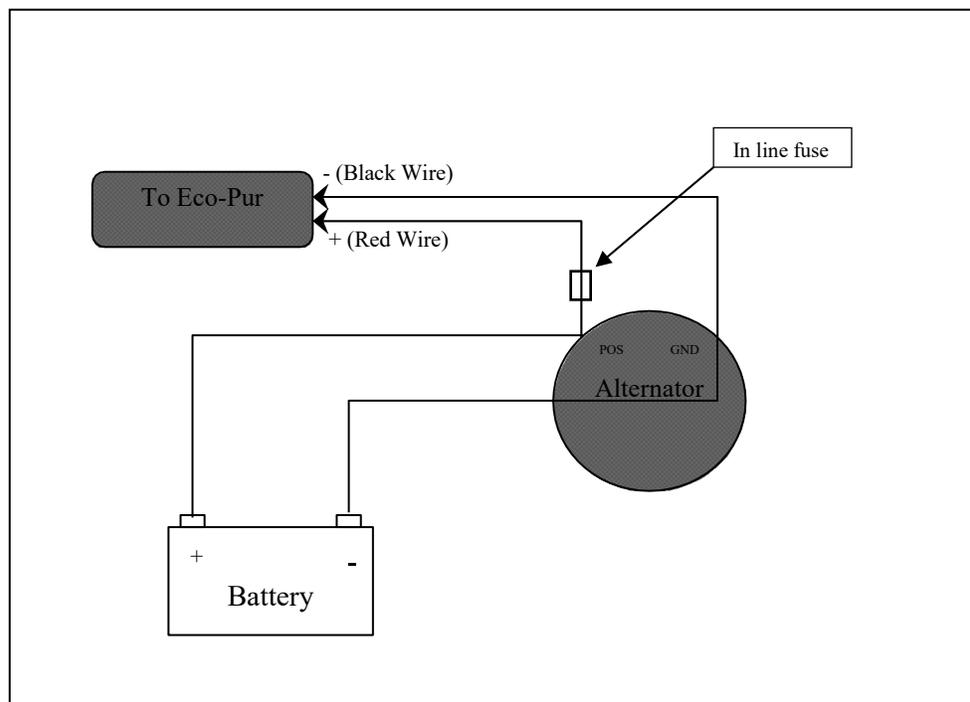 In line fuse
- (Black Wire)
To Eco-Pur
+ (Red Wire)
POS GND
Alternator
+ -
Battery